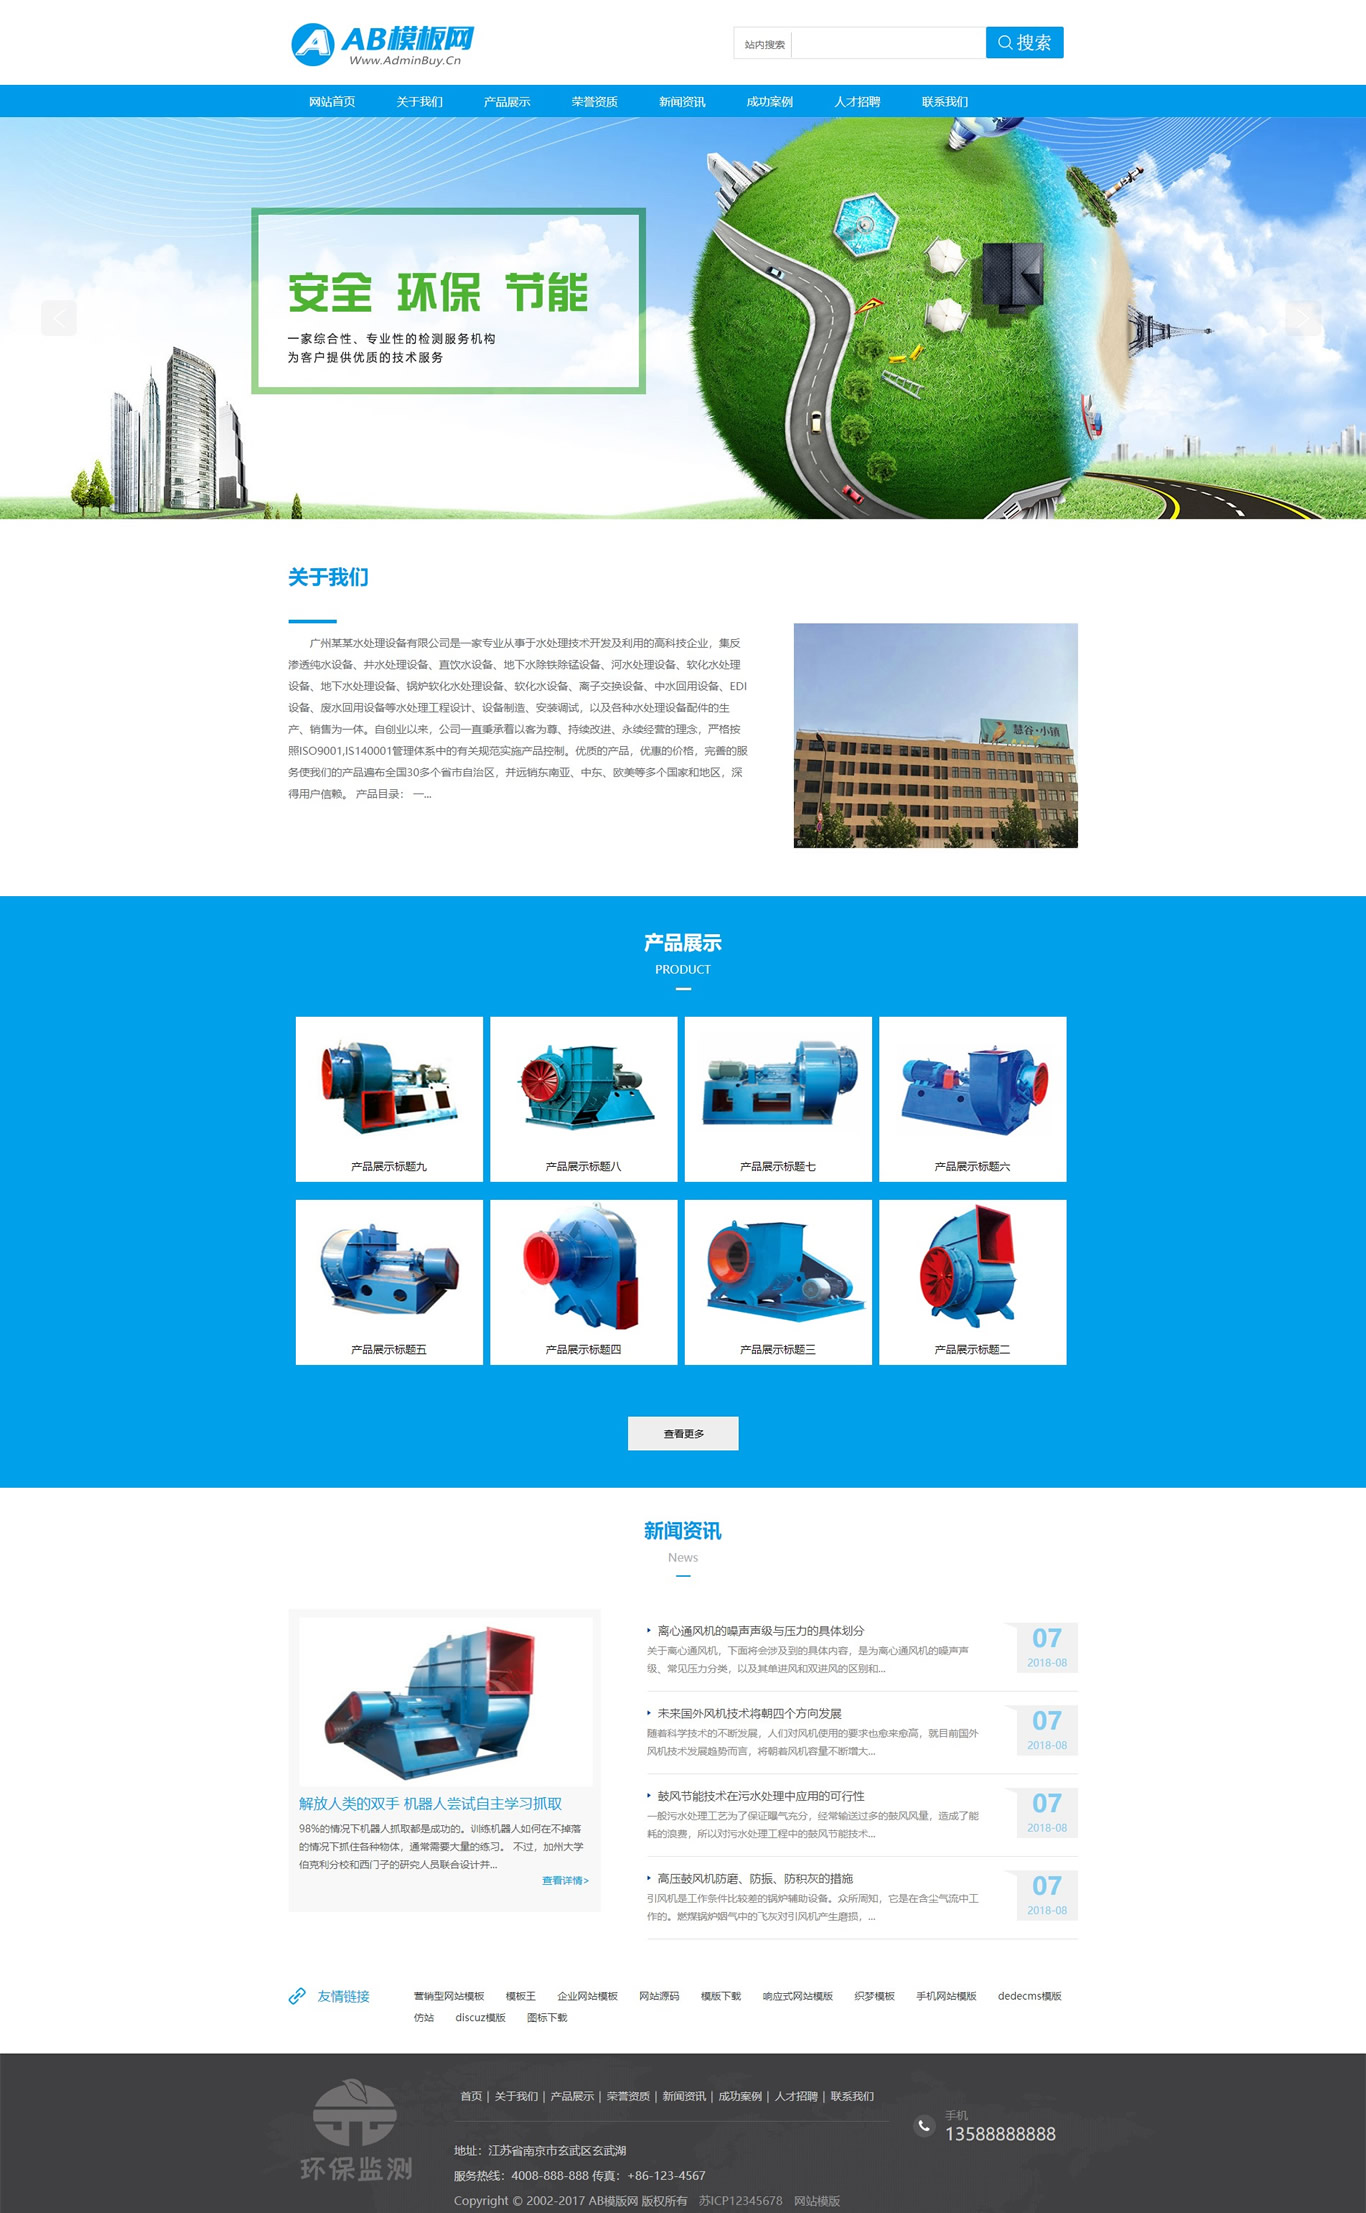 AB模板网
Www.AdminBuy.Cn
站内搜索
搜索
网站首页 关于我们 产品展示 荣誉资质 新闻资讯 成功案例 人才招聘 联系我们
安全 环保 节能
一家综合性、专业性的检测服务机构
为客户提供优质的技术服务
关于我们
广州某某水处理设备有限公司是一家专业从事于水处理技术开发及利用的高科技企业，集反
渗透纯水设备、井水处理设备、直饮水设备、地下水除铁除锰设备、河水处理设备、软化水处理
设备、地下水处理设备、锅炉软化水处理设备、软化水设备、离子交换设备、中水回用设备、EDI
设备、废水回用设备等水处理工程设计、设备制造、安装调试，以及各种水处理设备配件的生
产、销售为一体。自创业以来，公司一直秉承着以客为尊、持续改进、永续经营的理念，严格按
照ISO9001,IS140001管理体系中的有关规范实施产品控制。优质的产品，优惠的价格，完善的服
务使我们的产品遍布全国30多个省市自治区，并远销东南亚、中东、欧美等多个国家和地区，深
得用户信赖。 产品目录： 一...
慧谷·小镇
产品展示
PRODUCT
产品展示标题九 产品展示标题八 产品展示标题七 产品展示标题六
产品展示标题五 产品展示标题四 产品展示标题三 产品展示标题二
查看更多
新闻资讯
News
解放人类的双手 机器人尝试自主学习抓取
98%的情况下机器人抓取都是成功的。训练机器人如何在不掉落
的情况下抓住各种物体，通常需要大量的练习。 不过，加州大学
伯克利分校和西门子的研究人员联合设计并...
查看详情>
离心通风机的噪声声级与压力的具体划分
关于离心通风机，下面将会涉及到的具体内容，是为离心通风机的噪声声
级、常见压力分类，以及其单进风和双进风的区别和...
07
2018-08
未来国外风机技术将朝四个方向发展
随着科学技术的不断发展，人们对风机使用的要求也愈来愈高，就目前国外
风机技术发展趋势而言，将朝着风机容量不断增大...
07
2018-08
鼓风节能技术在污水处理中应用的可行性
一般污水处理工艺为了保证曝气充分，经常输送过多的鼓风风量，造成了能
耗的浪费，所以对污水处理工程中的鼓风节能技术...
07
2018-08
高压鼓风机防磨、防振、防积灰的措施
引风机是工作条件比较差的锅炉辅助设备。众所周知，它是在含尘气流中工
作的。燃煤锅炉烟气中的飞灰对引风机产生磨损，...
07
2018-08
友情链接
营销型网站模板 模板王 企业网站模板 网站源码 模版下载 响应式网站模版 织梦模板 手机网站模版 dedecms模版
仿站 discuz模版 图标下载
环保监测
首页 | 关于我们 | 产品展示 | 荣誉资质 | 新闻资讯 | 成功案例 | 人才招聘 | 联系我们
地址：江苏省南京市玄武区玄武湖
服务热线：4008-888-888 传真：+86-123-4567
Copyright © 2002-2017 AB模版网 版权所有 苏ICP12345678 网站模版
手机
13588888888